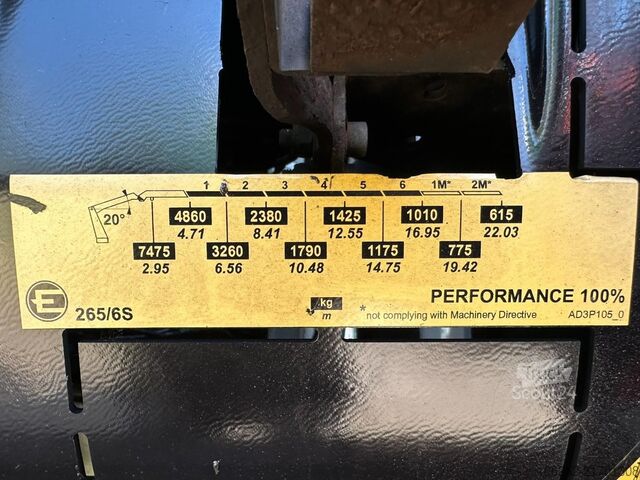 1 2 3 4 5 6 1M* 2M*
20°
4860 2380 1425 1010 615
4.71 8.41 12.55 16.95 22.03
7475 3260 1790 1175 775
2.95 6.56 10.48 14.75 19.42
E
265/6S
kg
m
PERFORMANCE 100%
*not complying with Machinery Directive AD3P105_0
Truck
Scout24